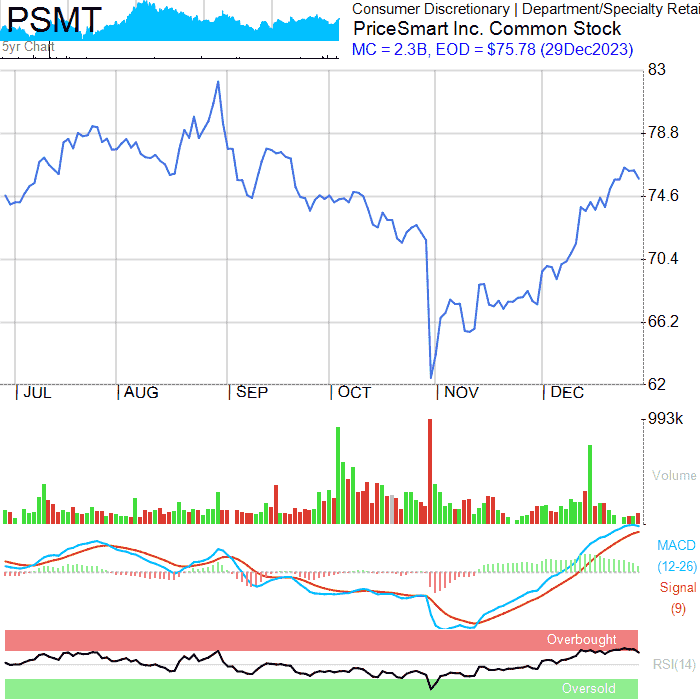 PSMT
5yr Chart
Consumer Discretionary | Department/Specialty Retai
PriceSmart Inc. Common Stock
MC = 2.3B, EOD = $75.78 (29Dec2023)
83
78.8
74.6
70.4
66.2
62
JUL AUG SEP OCT NOV DEC
993k
Volume
MACD
(12-26)
Signal
(9)
Overbought
RSI(14)
Oversold